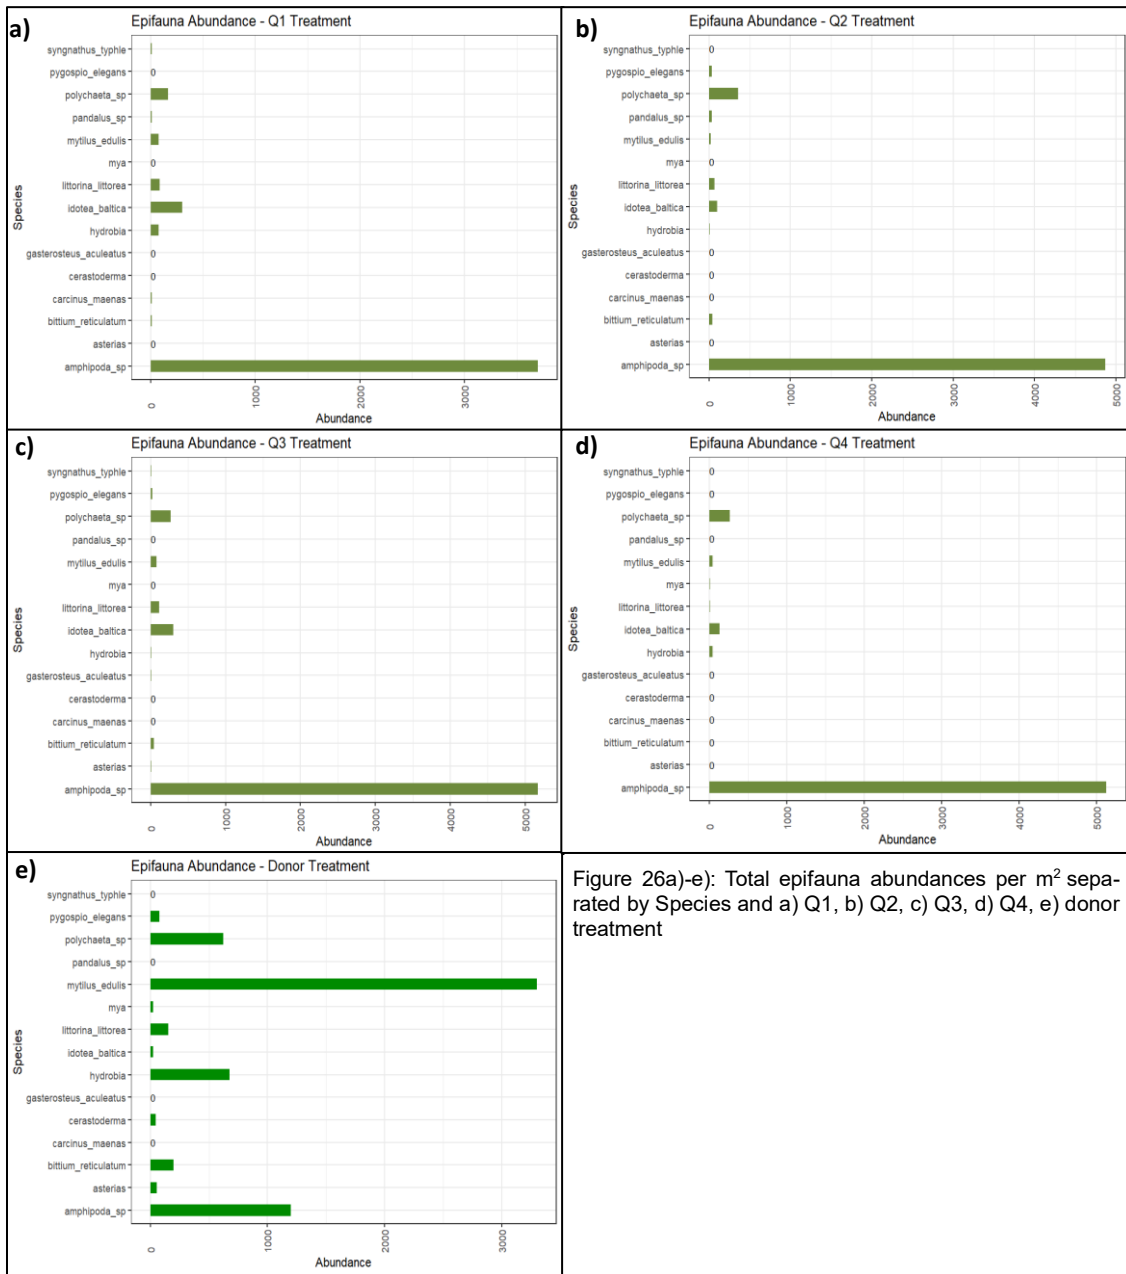 a)
Epifauna Abundance - Q1 Treatment
Species
syngnathus_typhle
pygospio_elegans 0
polychaeta_sp
pandalus_sp
mytilus_edulis
mya 0
littorina_littorea
idotea_baltica
hydrobia
gasterosteus_aculeatus 0
cerastoderma 0
carcinus_maenas
bittium_reticulatum
asterias 0
amphipoda_sp
0 1000 2000 3000
Abundance
b)
Epifauna Abundance - Q2 Treatment
Species
syngnathus_typhle 0
pygospio_elegans
polychaeta_sp
pandalus_sp
mytilus_edulis
mya 0
littorina_littorea
idotea_baltica
hydrobia
gasterosteus_aculeatus 0
cerastoderma 0
carcinus_maenas 0
bittium_reticulatum
asterias 0
amphipoda_sp
0 1000 2000 3000 4000 5000
Abundance
c)
Epifauna Abundance - Q3 Treatment
Species
syngnathus_typhle
pygospio_elegans
polychaeta_sp
pandalus_sp 0
mytilus_edulis
mya 0
littorina_littorea
idotea_baltica
hydrobia
gasterosteus_aculeatus
cerastoderma 0
carcinus_maenas 0
bittium_reticulatum
asterias
amphipoda_sp
0 1000 2000 3000 4000 5000
Abundance
d)
Epifauna Abundance - Q4 Treatment
Species
syngnathus_typhle 0
pygospio_elegans 0
polychaeta_sp
pandalus_sp 0
mytilus_edulis
mya
littorina_littorea
idotea_baltica
hydrobia
gasterosteus_aculeatus 0
cerastoderma 0
carcinus_maenas 0
bittium_reticulatum 0
asterias 0
amphipoda_sp
0 1000 2000 3000 4000 5000
Abundance
e)
Epifauna Abundance - Donor Treatment
Species
syngnathus_typhle 0
pygospio_elegans
polychaeta_sp
pandalus_sp 0
mytilus_edulis
mya
littorina_littorea
idotea_baltica
hydrobia
gasterosteus_aculeatus 0
cerastoderma
carcinus_maenas 0
bittium_reticulatum
asterias
amphipoda_sp
0 1000 2000 3000
Abundance
Figure 26a)-e): Total epifauna abundances per m² sepa-
rated by Species and a) Q1, b) Q2, c) Q3, d) Q4, e) donor
treatment